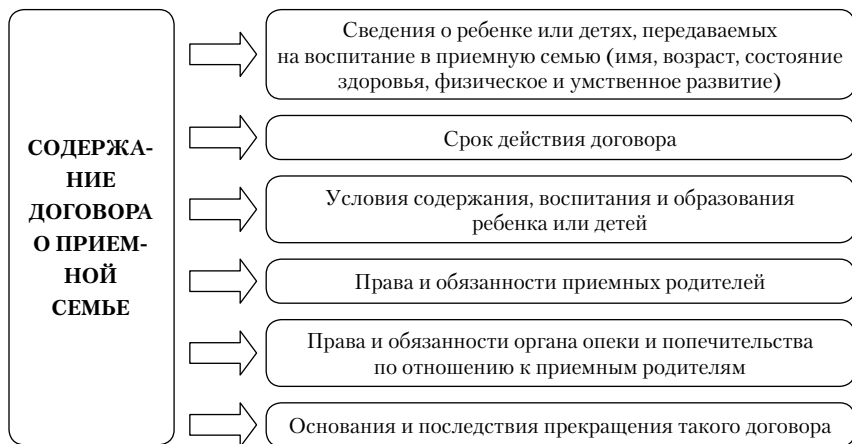 СОДЕРЖА-
НИЕ
ДОГОВОРА
О ПРИЕМ-
НОЙ
СЕМЬЕ
Сведения о ребенке или детях, передаваемых
на воспитание в приемную семью (имя, возраст, состояние
здоровья, физическое и умственное развитие)
Срок действия договора
Условия содержания, воспитания и образования
ребенка или детей
Права и обязанности приемных родителей
Права и обязанности органа опеки и попечительства
по отношению к приемным родителям
Основания и последствия прекращения такого договора